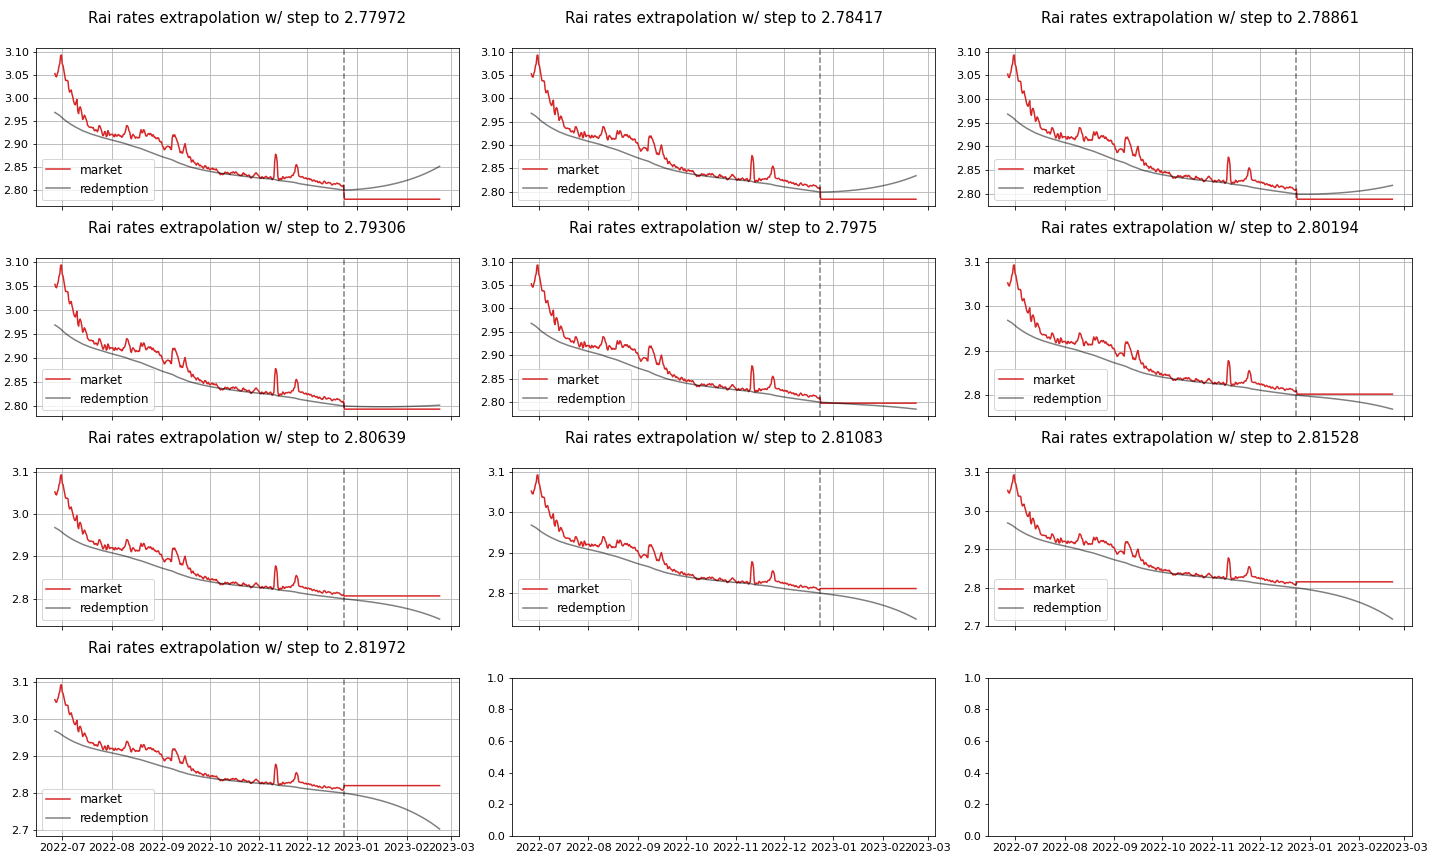 Rai rates extrapolation w/ step to 2.77972
3.10
3.05
3.00
2.95
2.90
2.85
2.80
market
redemption
Rai rates extrapolation w/ step to 2.78417
3.10
3.05
3.00
2.95
2.90
2.85
2.80
market
redemption
Rai rates extrapolation w/ step to 2.78861
3.10
3.05
3.00
2.95
2.90
2.85
2.80
market
redemption
Rai rates extrapolation w/ step to 2.79306
3.10
3.05
3.00
2.95
2.90
2.85
2.80
market
redemption
Rai rates extrapolation w/ step to 2.7975
3.10
3.05
3.00
2.95
2.90
2.85
2.80
market
redemption
Rai rates extrapolation w/ step to 2.80194
3.1
3.0
2.9
2.8
market
redemption
Rai rates extrapolation w/ step to 2.80639
3.1
3.0
2.9
2.8
market
redemption
Rai rates extrapolation w/ step to 2.81083
3.1
3.0
2.9
2.8
market
redemption
Rai rates extrapolation w/ step to 2.81528
3.1
3.0
2.9
2.8
2.7
market
redemption
Rai rates extrapolation w/ step to 2.81972
3.1
3.0
2.9
2.8
2.7
market
redemption
2022-07 2022-08 2022-09 2022-10 2022-11 2022-12 2023-01 2023-02 2023-03
1.0
0.8
0.6
0.4
0.2
0.0
2022-07 2022-08 2022-09 2022-10 2022-11 2022-12 2023-01 2023-02 2023-03
1.0
0.8
0.6
0.4
0.2
0.0
2022-07 2022-08 2022-09 2022-10 2022-11 2022-12 2023-01 2023-02 2023-03